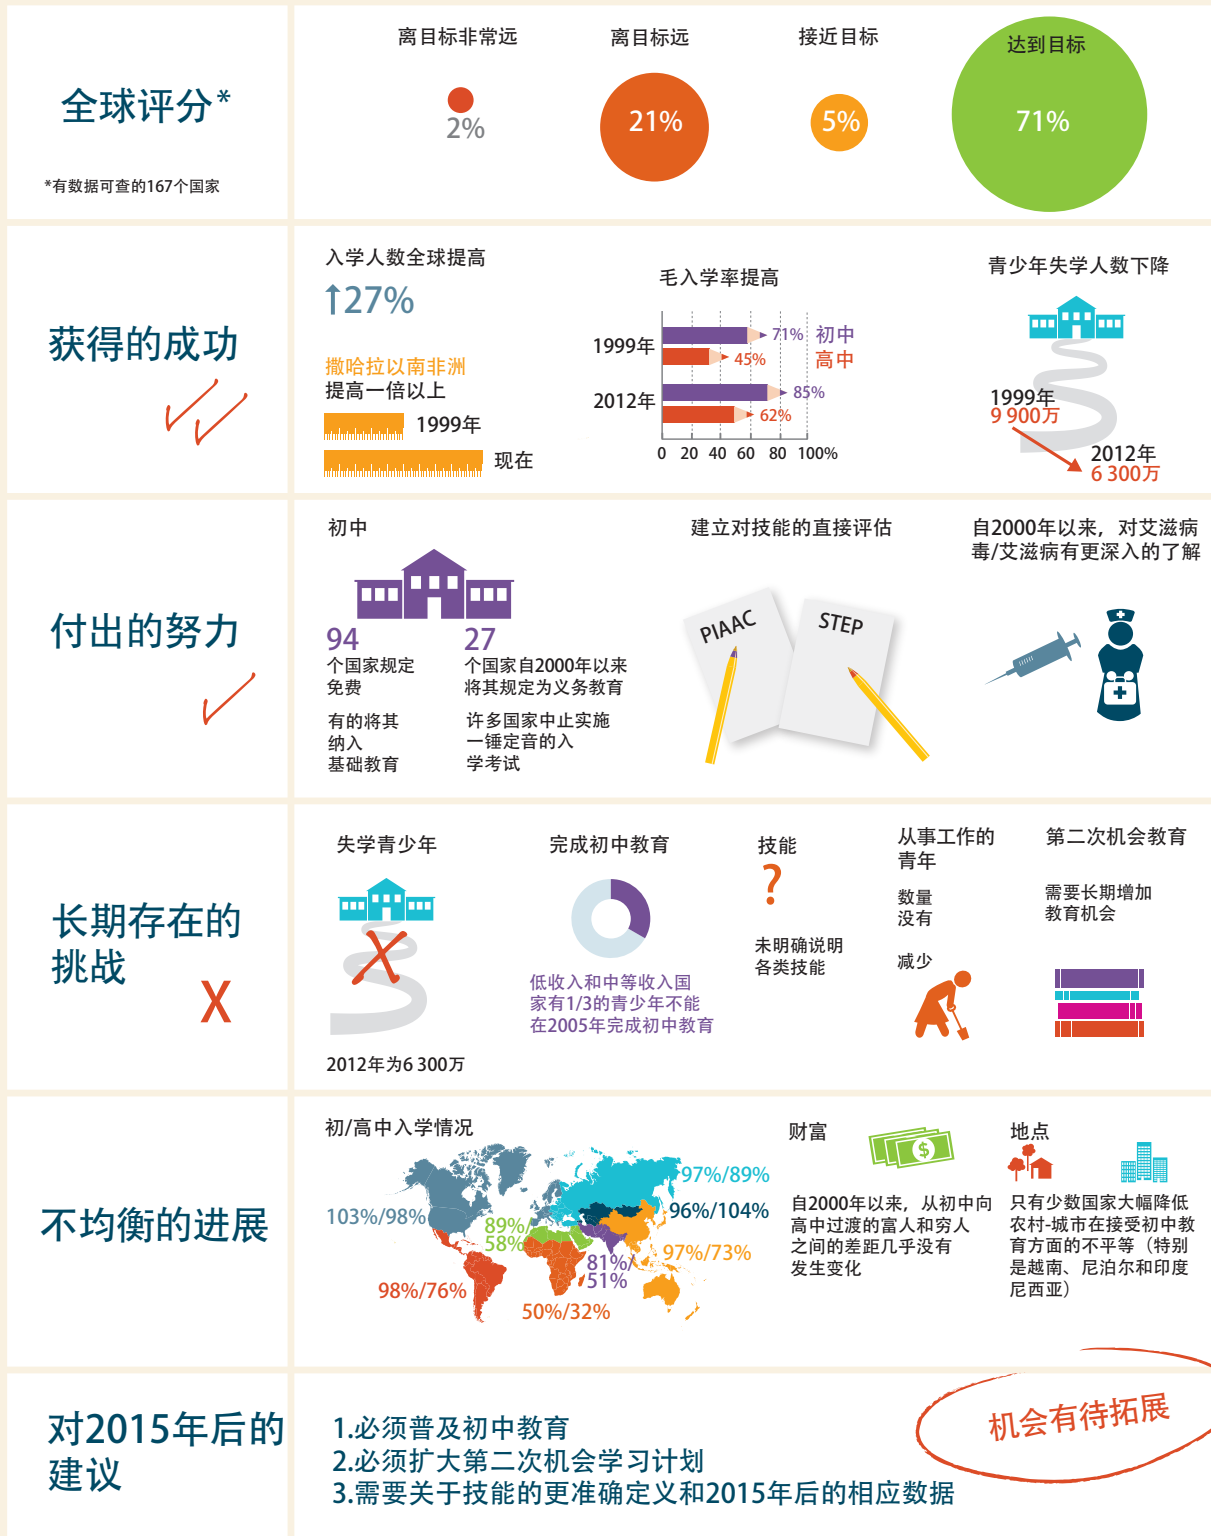 全球评分*
*有数据可查的167个国家
离目标非常远
2%
离目标远
21%
接近目标
5%
达到目标
71%
获得的成功
入学人数全球提高
↑27%
撒哈拉以南非洲
提高一倍以上
1999年
现在
毛入学率提高
1999年
71% 初中
45% 高中
2012年
85%
62%
0 20 40 60 80 100%
青少年失学人数下降
1999年
9 900万
2012年
6 300万
付出的努力
初中
94
个国家规定
免费
有的将其
纳入
基础教育
27
个国家自2000年以来
将其规定为义务教育
许多国家中止实施
一锤定音的入
学考试
建立对技能的直接评估
PIAAC
STEP
自2000年以来，对艾滋病
毒/艾滋病有更深入的了解
长期存在的
挑战
X
失学青少年
2012年为6 300万
完成初中教育
低收入和中等收入国
家有1/3的青少年不能
在2005年完成初中教育
技能
?
未明确说明
各类技能
从事工作的
青年
数量
没有
减少
第二次机会教育
需要长期增加
教育机会
不均衡的进展
初/高中入学情况
103%/98%
97%/89%
96%/104%
89%/
58%
97%/73%
81%/
51%
98%/76%
50%/32%
财富
$
自2000年以来，从初中向
高中过渡的富人和穷人
之间的差距几乎没有
发生变化
地点
只有少数国家大幅降低
农村-城市在接受初中教
育方面的不平等（特别
是越南、尼泊尔和印度
尼西亚）
对2015年后的
建议
1.必须普及初中教育
2.必须扩大第二次机会学习计划
3.需要关于技能的更准确定义和2015年后的相应数据
机会有待拓展